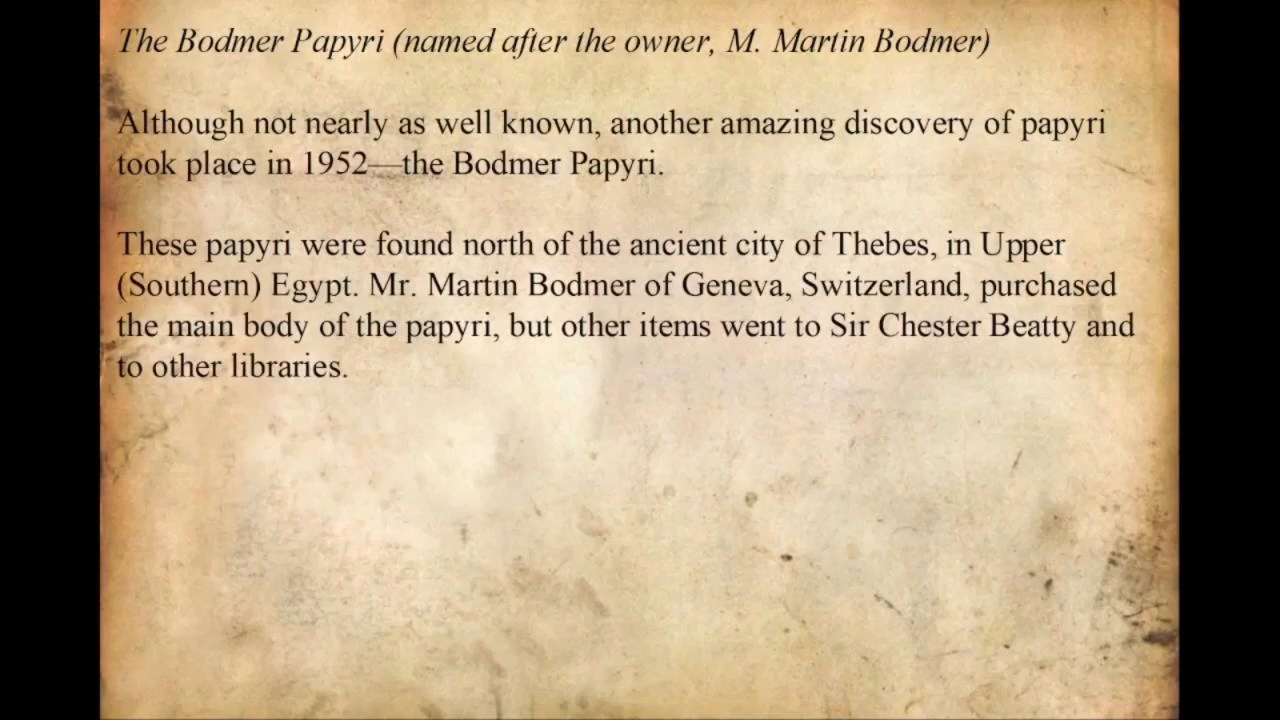 The Bodmer Papyri (named after the owner, M. Martin Bodmer)
Although not nearly as well known, another amazing discovery of papyri
took place in 1952—the Bodmer Papyri.
These papyri were found north of the ancient city of Thebes, in Upper
(Southern) Egypt. Mr. Martin Bodmer of Geneva, Switzerland, purchased
the main body of the papyri, but other items went to Sir Chester Beatty and
to other libraries.